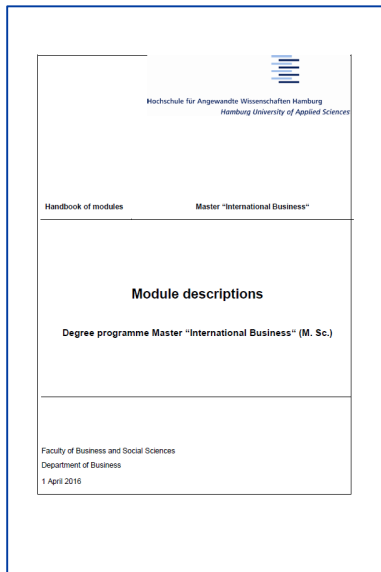 Hochschule für Angewandte Wissenschaften Hamburg
Hamburg University of Applied Sciences
Handbook of modules Master "International Business"
Module descriptions
Degree programme Master "International Business" (M. Sc.)
Faculty of Business and Social Sciences
Department of Business
1 April 2016